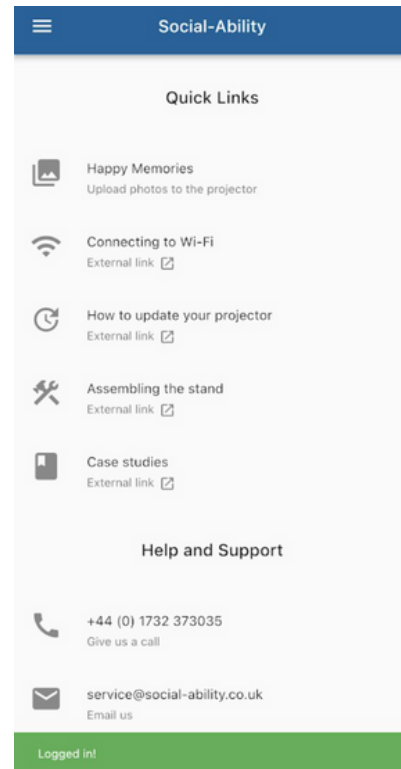 Social-Ability
Quick Links
Happy Memories
Upload photos to the projector
Connecting to Wi-Fi
External link
How to update your projector
External link
Assembling the stand
External link
Case studies
External link
Help and Support
+44 (0) 1732 373035
Give us a call
service@social-ability.co.uk
Email us
Logged in!